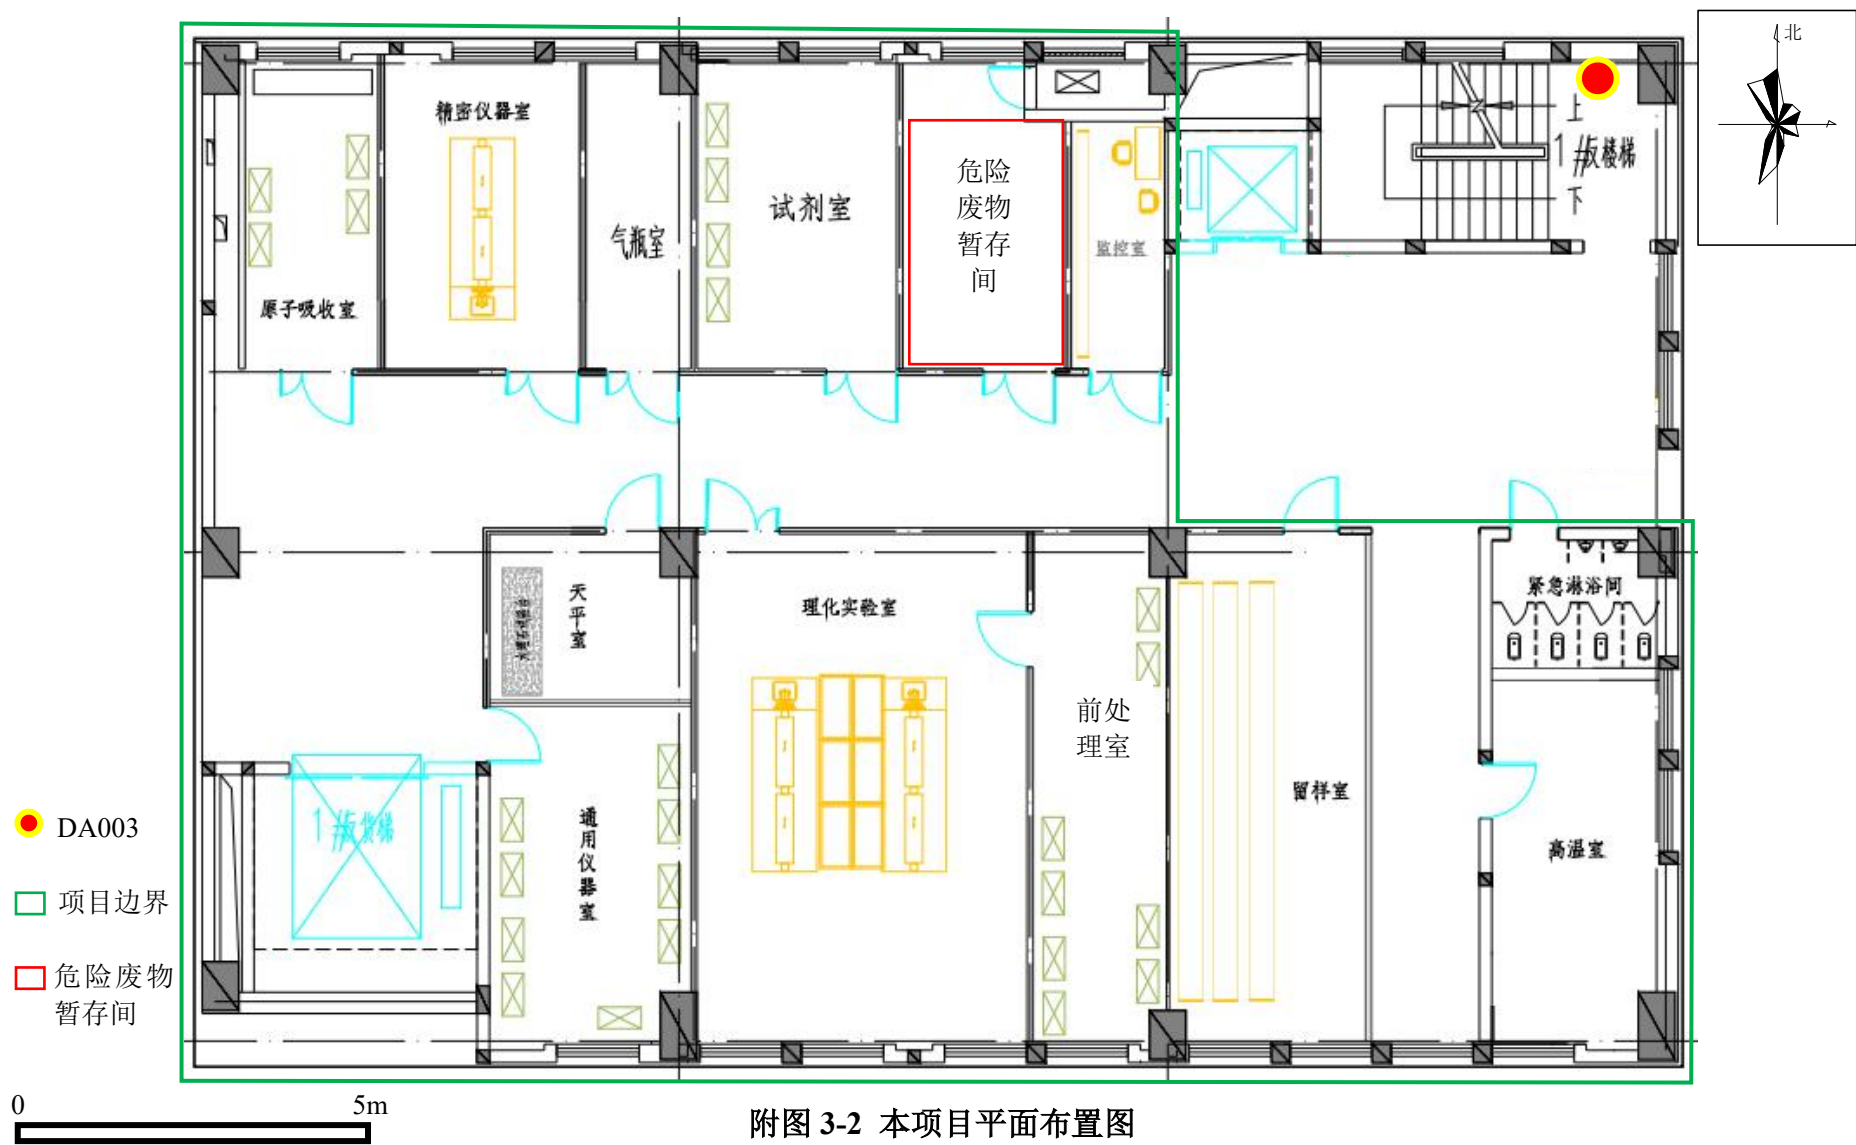 北
精密仪器室
上
1#板楼梯
下
危险
废物
暂存
间
试剂室
气瓶室
监控室
原子吸收室
紧急淋浴间
天平室
理化实验室
前处
理室
留样室
1#板货梯
通用仪器室
高温室
DA003
项目边界
危险废物
暂存间
0 5m
附图 3-2 本项目平面布置图